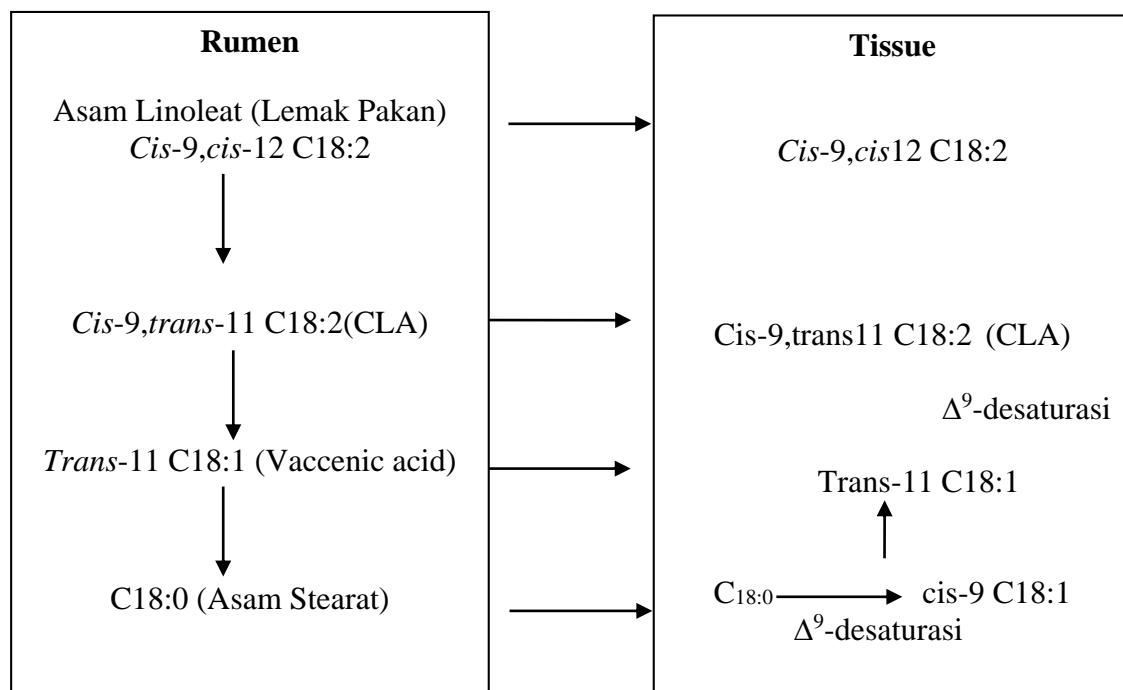 Rumen
Asam Linoleat (Lemak Pakan)
Cis-9,cis-12 C18:2
Cis-9,trans-11 C18:2(CLA)
Trans-11 C18:1 (Vaccenic acid)
C18:0 (Asam Stearat)
Tissue
Cis-9,cis12 C18:2
Cis-9,trans11 C18:2 (CLA)
Δ⁹-desaturasi
Trans-11 C18:1
C₁₈:₀ cis-9 C18:1
Δ⁹-desaturasi